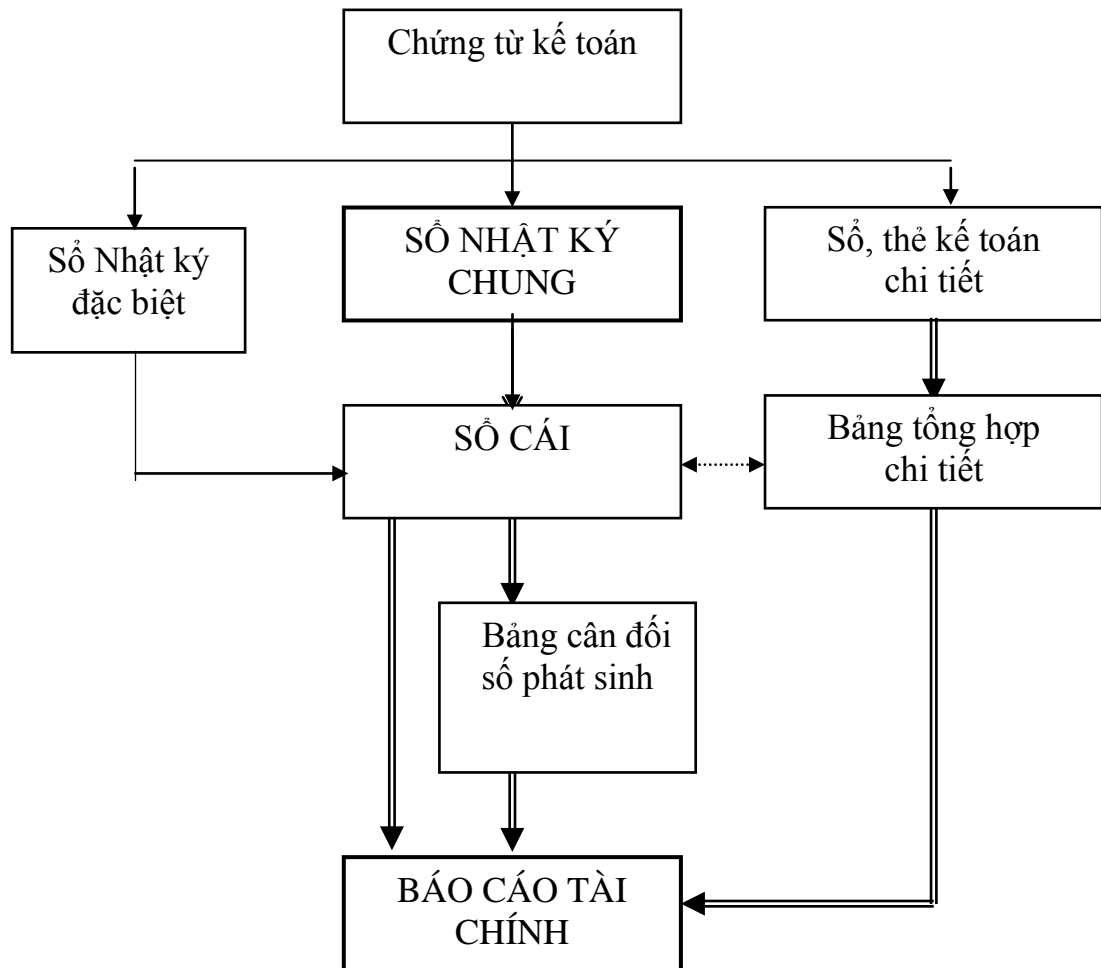 Chứng từ kế toán
Sổ Nhật ký
đặc biệt
SỔ NHẬT KÝ
CHUNG
Sổ, thẻ kế toán
chi tiết
SỔ CÁI
Bảng tổng hợp
chi tiết
Bảng cân đối
số phát sinh
BÁO CÁO TÀI
CHÍNH